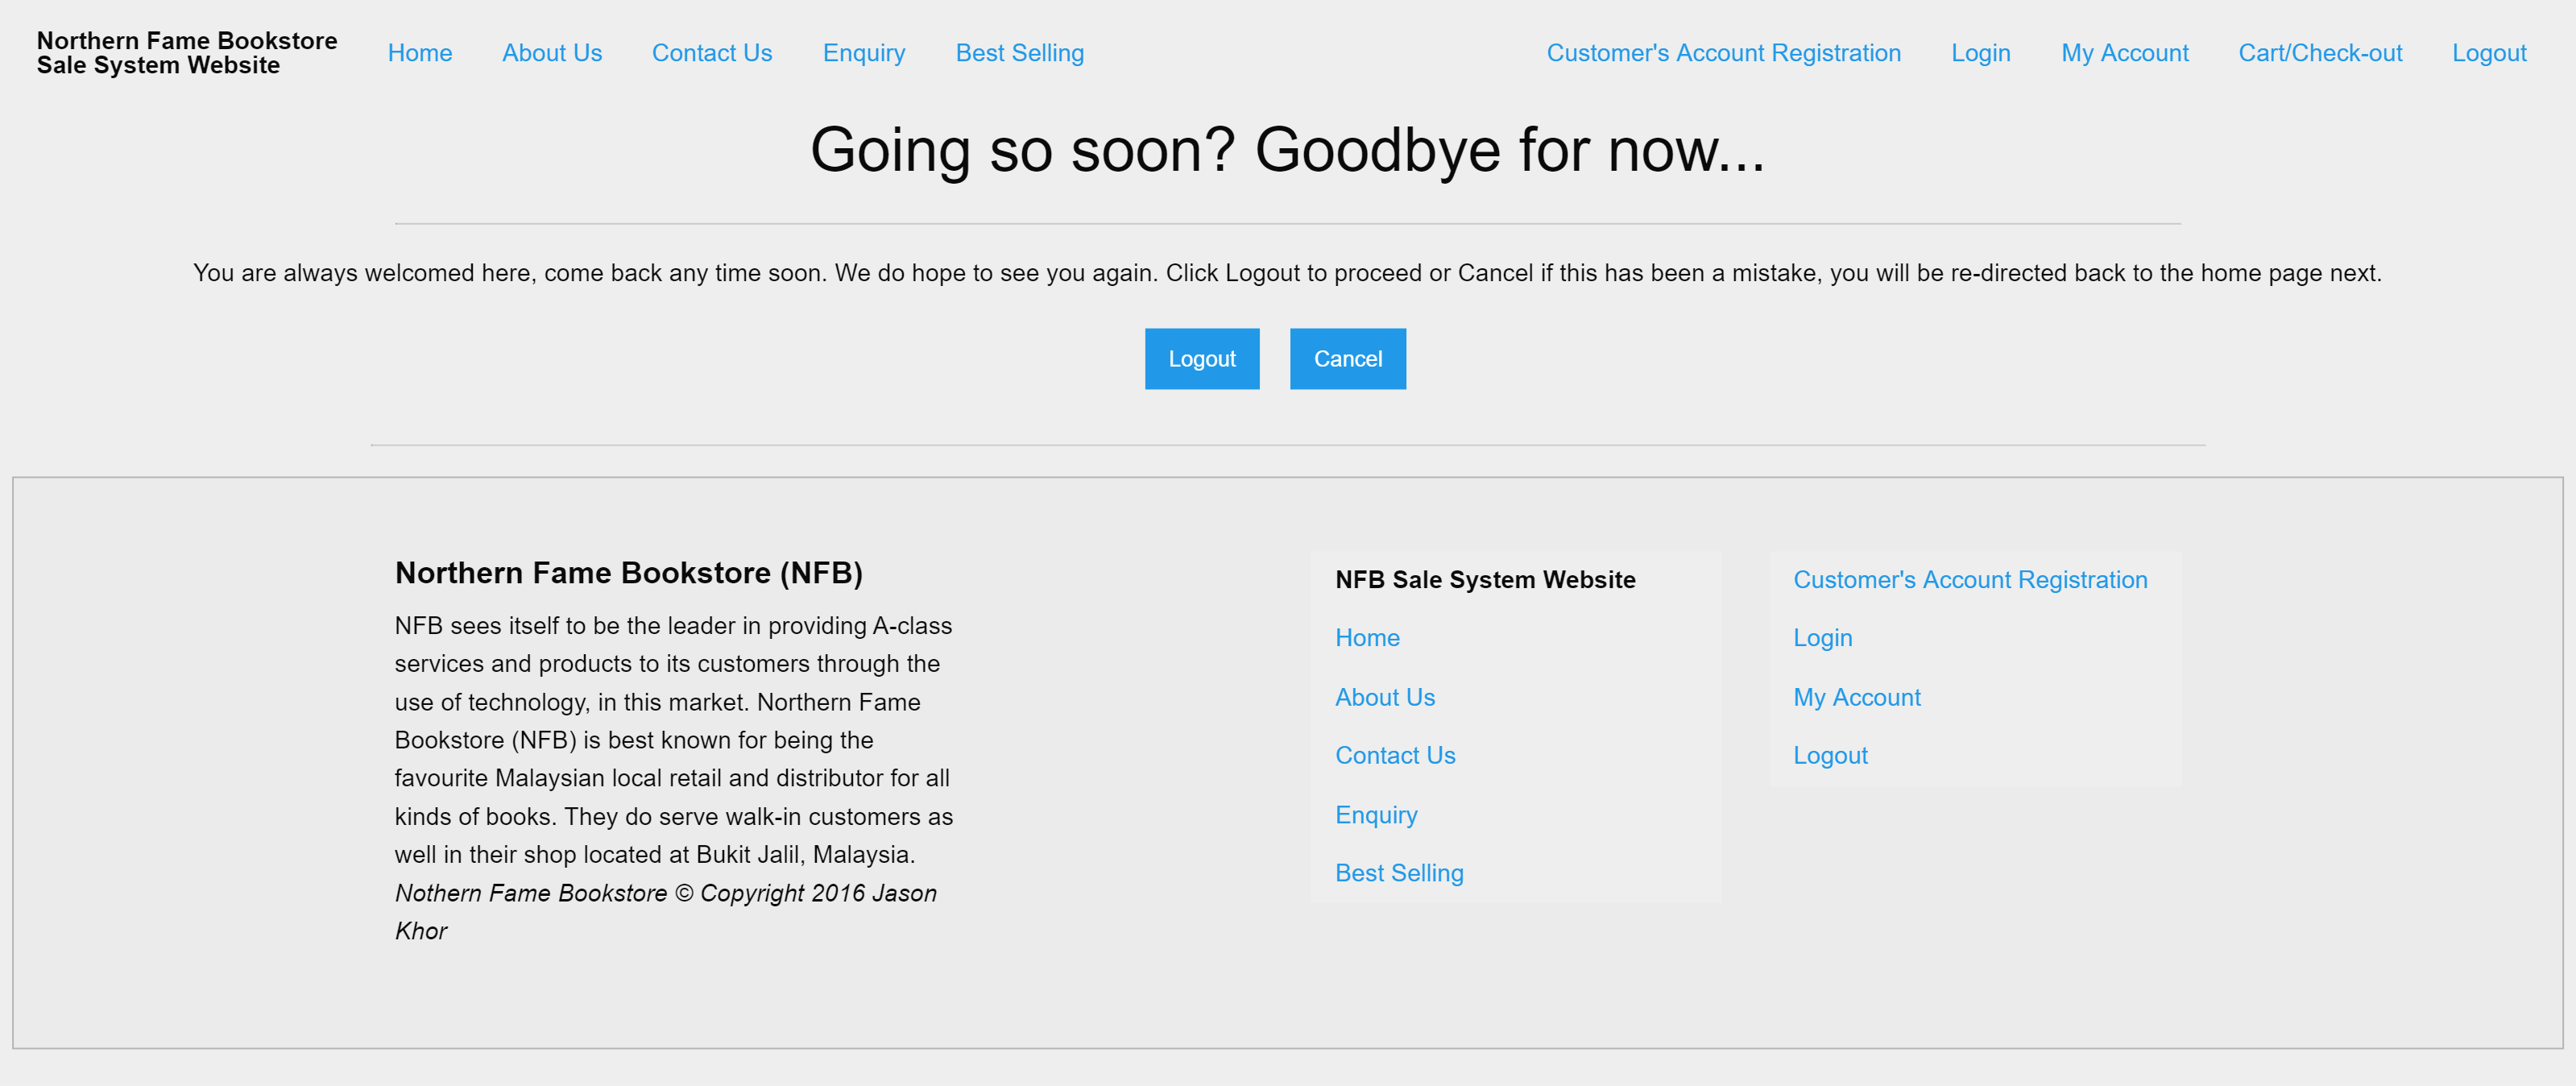 Northern Fame Bookstore
Sale System Website
Home
About Us
Contact Us
Enquiry
Best Selling
Customer's Account Registration
Login
My Account
Cart/Check-out
Logout
Going so soon? Goodbye for now...
You are always welcomed here, come back any time soon. We do hope to see you again. Click Logout to proceed or Cancel if this has been a mistake, you will be re-directed back to the home page next.
Logout
Cancel
Northern Fame Bookstore (NFB)
NFB sees itself to be the leader in providing A-class
services and products to its customers through the
use of technology, in this market. Northern Fame
Bookstore (NFB) is best known for being the
favourite Malaysian local retail and distributor for all
kinds of books. They do serve walk-in customers as
well in their shop located at Bukit Jalil, Malaysia.
Nothern Fame Bookstore © Copyright 2016 Jason
Khor
NFB Sale System Website
Home
About Us
Contact Us
Enquiry
Best Selling
Customer's Account Registration
Login
My Account
Logout